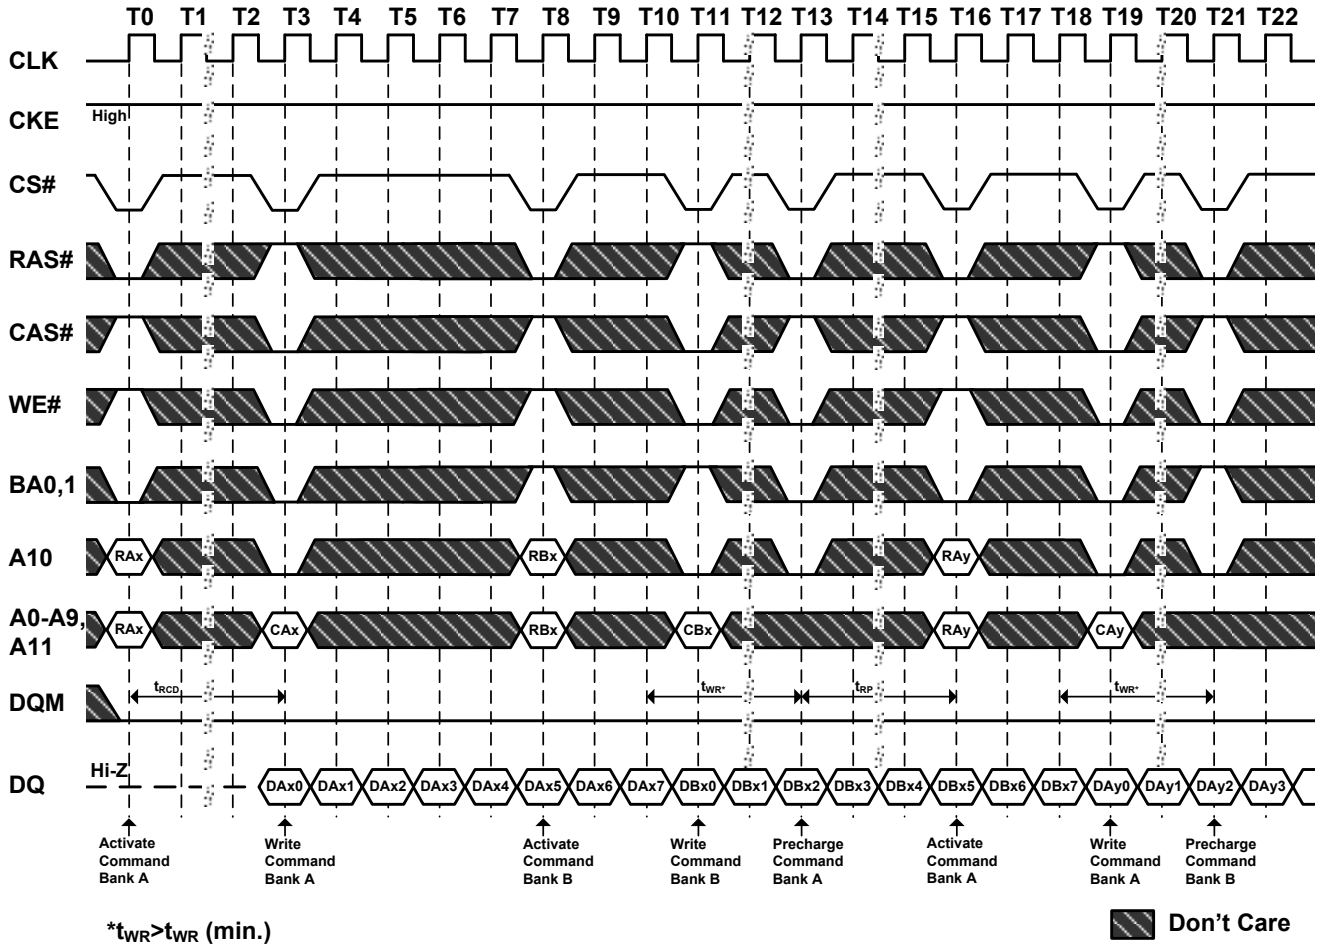 T0 T1 T2 T3 T4 T5 T6 T7 T8 T9 T10 T11 T12 T13 T14 T15 T16 T17 T18 T19 T20 T21 T22
CLK
CKE High
CS#
RAS#
CAS#
WE#
BA0,1
A10 RAx RBx RAy
A0-A9,
A11 RAx CAx RBx CBx RAy CAy
DQM tRCD tWR* tRP tWR*
DQ Hi-Z DAx0 DAx1 DAx2 DAx3 DAx4 DAx5 DAx6 DAx7 DBx0 DBx1 DBx2 DBx3 DBx4 DBx5 DBx6 DBx7 DAy0 DAy1 DAy2 DAy3
Activate
Command
Bank A
Write
Command
Bank A
Activate
Command
Bank B
Write
Command
Bank B
Precharge
Command
Bank A
Activate
Command
Bank A
Write
Command
Bank A
Precharge
Command
Bank B
*tWR>tWR (min.)
Don't Care